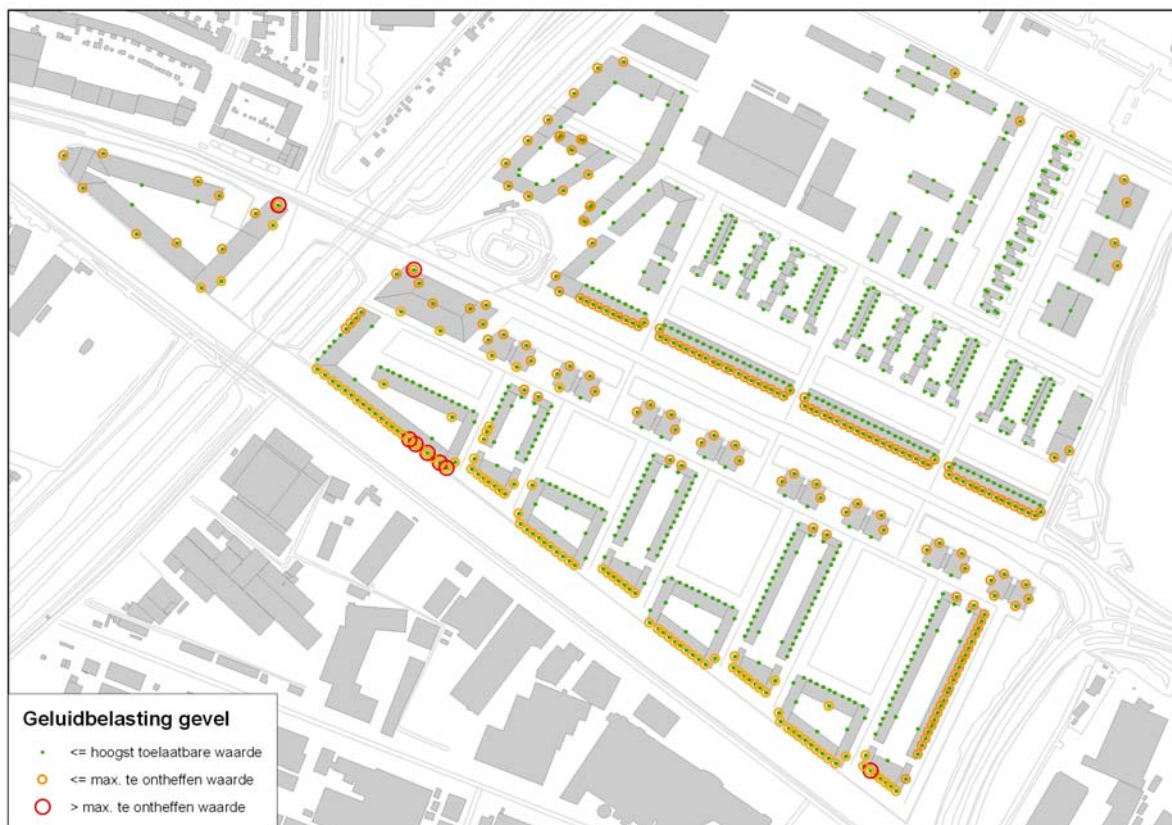 Geluidbelasting gevel
<= hoogst toelaatbare waarde
<= max. te ontheffen waarde
> max. te ontheffen waarde